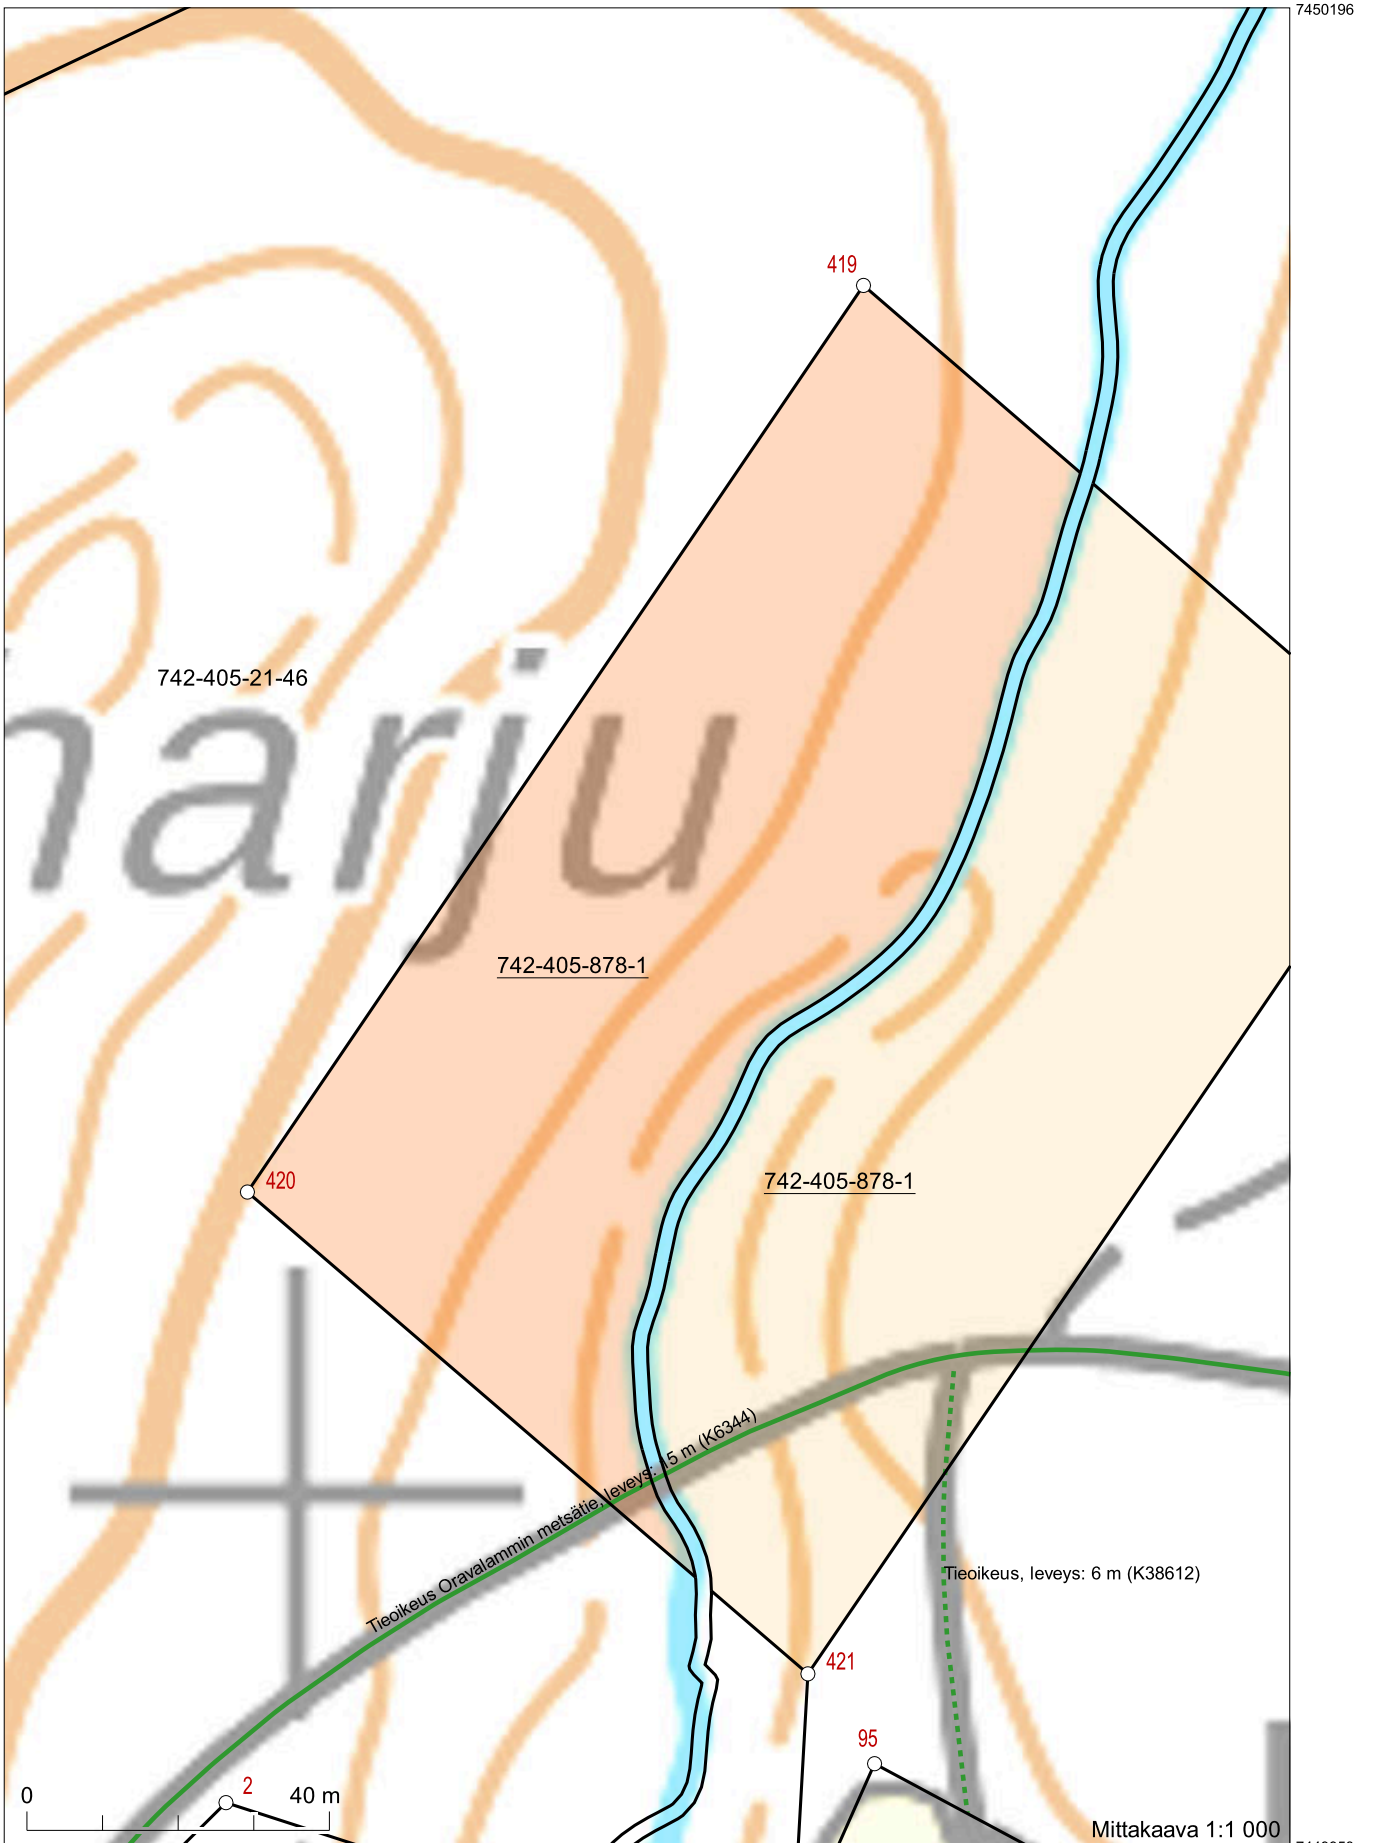 7450196
419
742-405-21-46
harju
742-405-878-1
420
742-405-878-1
Tieoikeus Oravalammin metsätie, leveys: 15 m (K6344)
Tieoikeus, leveys: 6 m (K38612)
421
95
2
0 40 m
Mittakaava 1:1 000